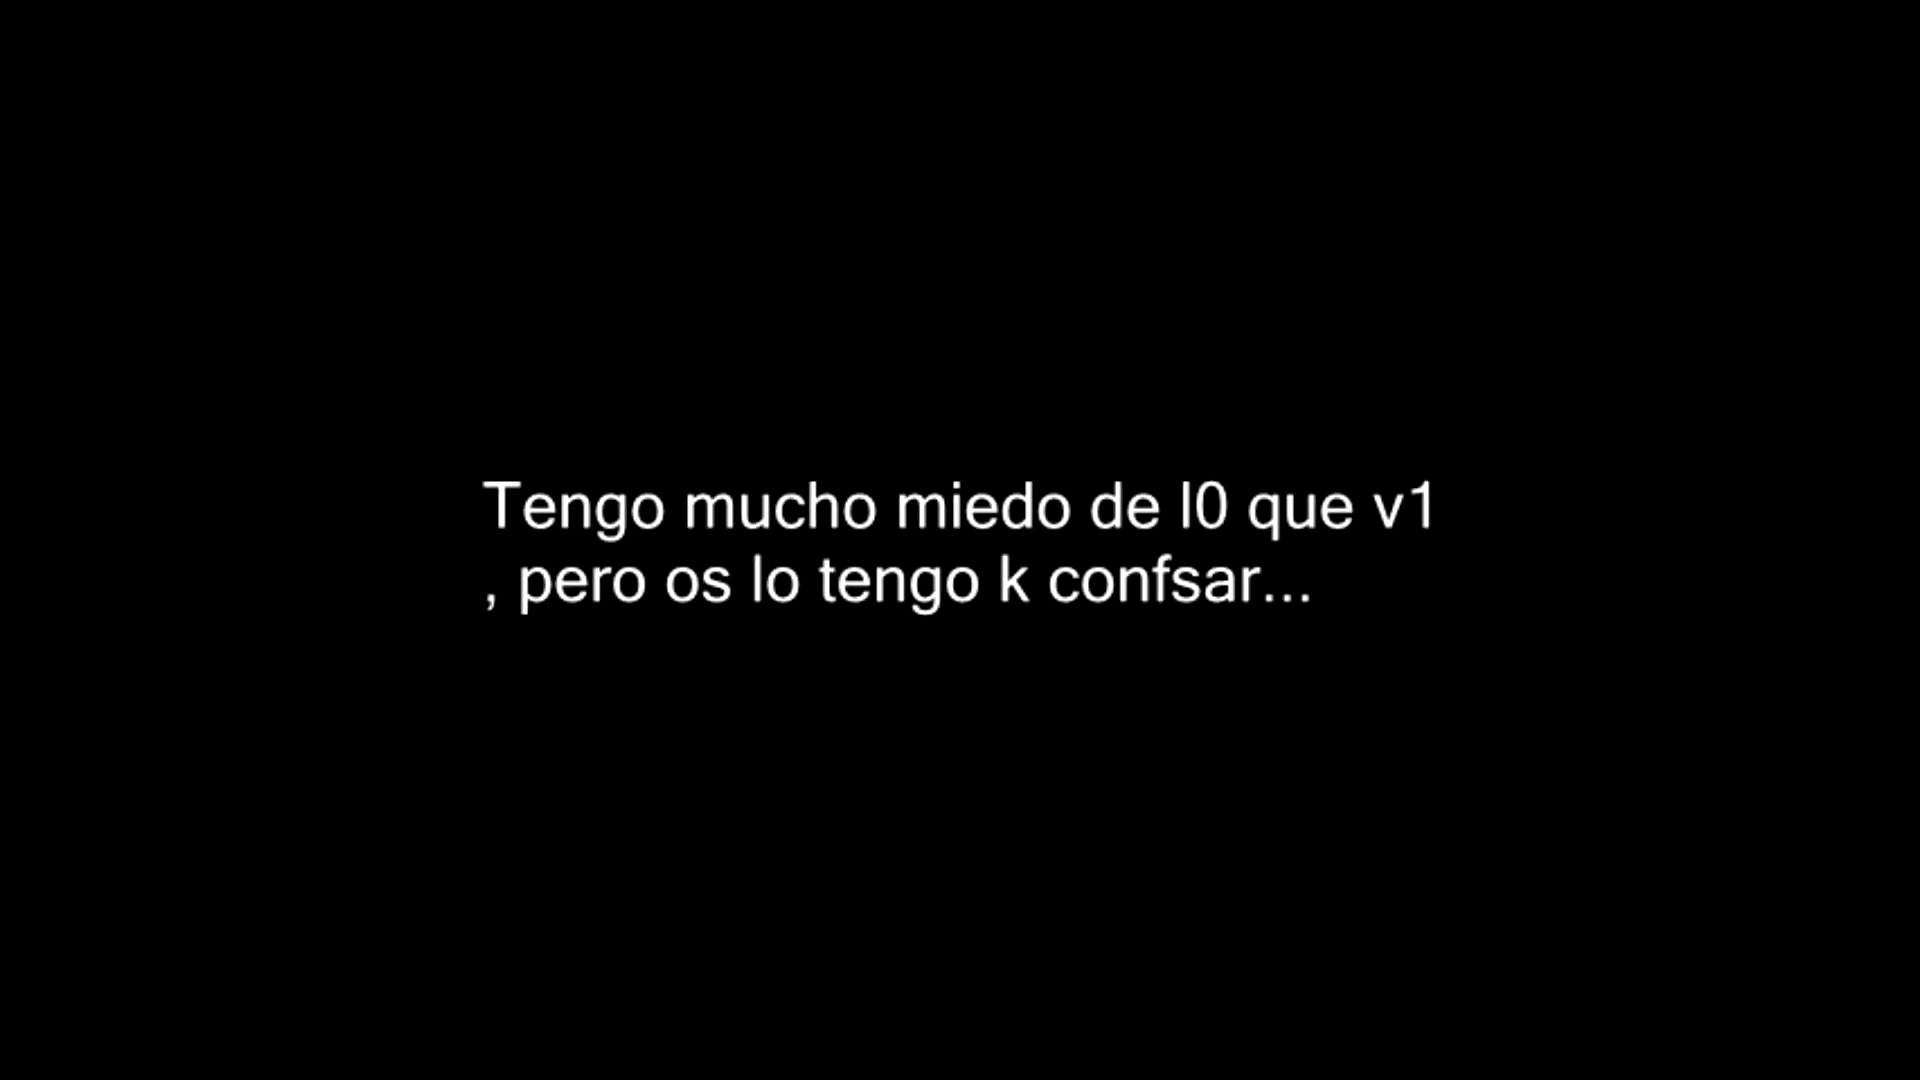 Tengo mucho miedo de l0 que v1
, pero os lo tengo k confsar...